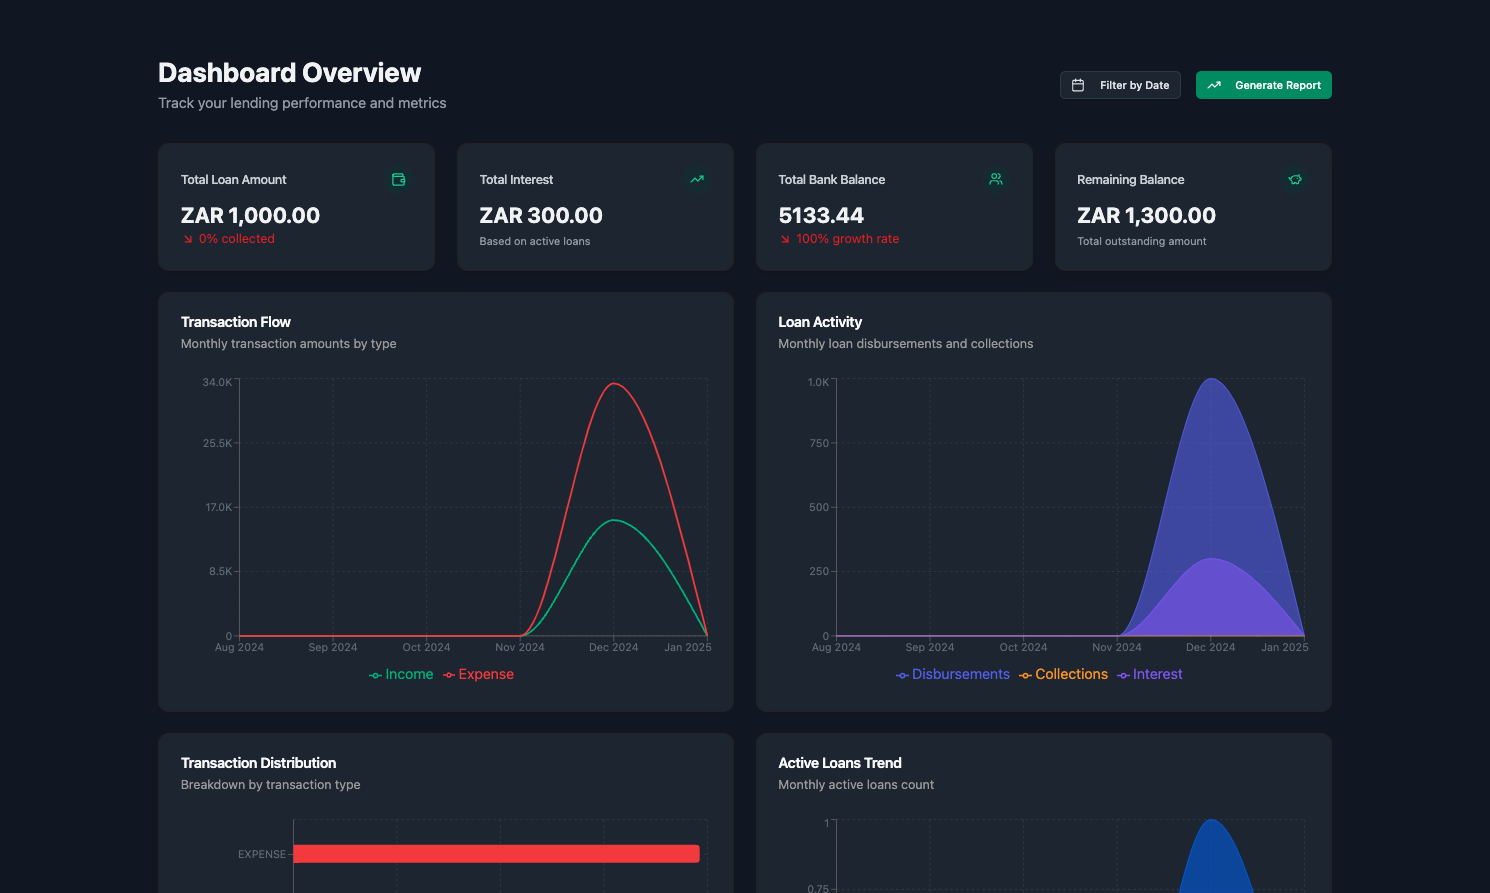 Dashboard Overview
Track your lending performance and metrics
Filter by Date
Generate Report
Total Loan Amount
ZAR 1,000.00
0% collected
Total Interest
ZAR 300.00
Based on active loans
Total Bank Balance
5133.44
100% growth rate
Remaining Balance
ZAR 1,300.00
Total outstanding amount
Transaction Flow
Monthly transaction amounts by type
34.0K
25.5K
17.0K
8.5K
0
Aug 2024 Sep 2024 Oct 2024 Nov 2024 Dec 2024 Jan 2025
Income Expense
Loan Activity
Monthly loan disbursements and collections
1.0K
750
500
250
0
Aug 2024 Sep 2024 Oct 2024 Nov 2024 Dec 2024 Jan 2025
Disbursements Collections Interest
Transaction Distribution
Breakdown by transaction type
EXPENSE
Active Loans Trend
Monthly active loans count
1
0.75